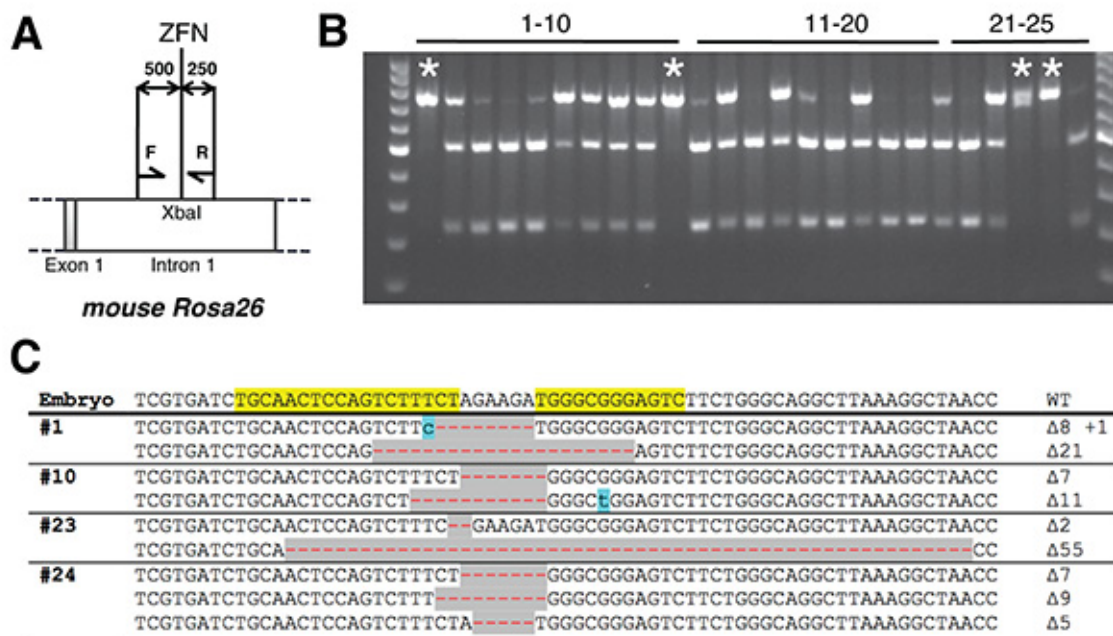 A
ZFN
500 250
F R
XbaI
Exon 1 Intron 1
mouse Rosa26
B
1-10 11-20 21-25
* * * *
C
Embryo TCGTGATCTGCAACTCCAGTCTTTCTAGAAGATGGGCGGGAGTCTTCTGGGCAGGCTTAAAGGCTAACC WT
#1 TCGTGATCTGCAACTCCAGTCTTc--------TGGGCGGGAGTCTTCTGGGCAGGCTTAAAGGCTAACC Δ8 +1
TCGTGATCTGCAACTCCAG---------------------AGTCTTCTGGGCAGGCTTAAAGGCTAACC Δ21
#10 TCGTGATCTGCAACTCCAGTCTTTCT-------GGGCGGGAGTCTTCTGGGCAGGCTTAAAGGCTAACC Δ7
TCGTGATCTGCAACTCCAGTCT-----------GGGCtGGAGTCTTCTGGGCAGGCTTAAAGGCTAACC Δ11
#23 TCGTGATCTGCAACTCCAGTCTTTC--GAAGATGGGCGGGAGTCTTCTGGGCAGGCTTAAAGGCTAACC Δ2
TCGTGATCTGCA-------------------------------------------------------CC Δ55
#24 TCGTGATCTGCAACTCCAGTCTTTCT-------GGGCGGGAGTCTTCTGGGCAGGCTTAAAGGCTAACC Δ7
TCGTGATCTGCAACTCCAGTCTTT---------GGGCGGGAGTCTTCTGGGCAGGCTTAAAGGCTAACC Δ9
TCGTGATCTGCAACTCCAGTCTTTCTA-----TGGGCGGGAGTCTTCTGGGCAGGCTTAAAGGCTAACC Δ5